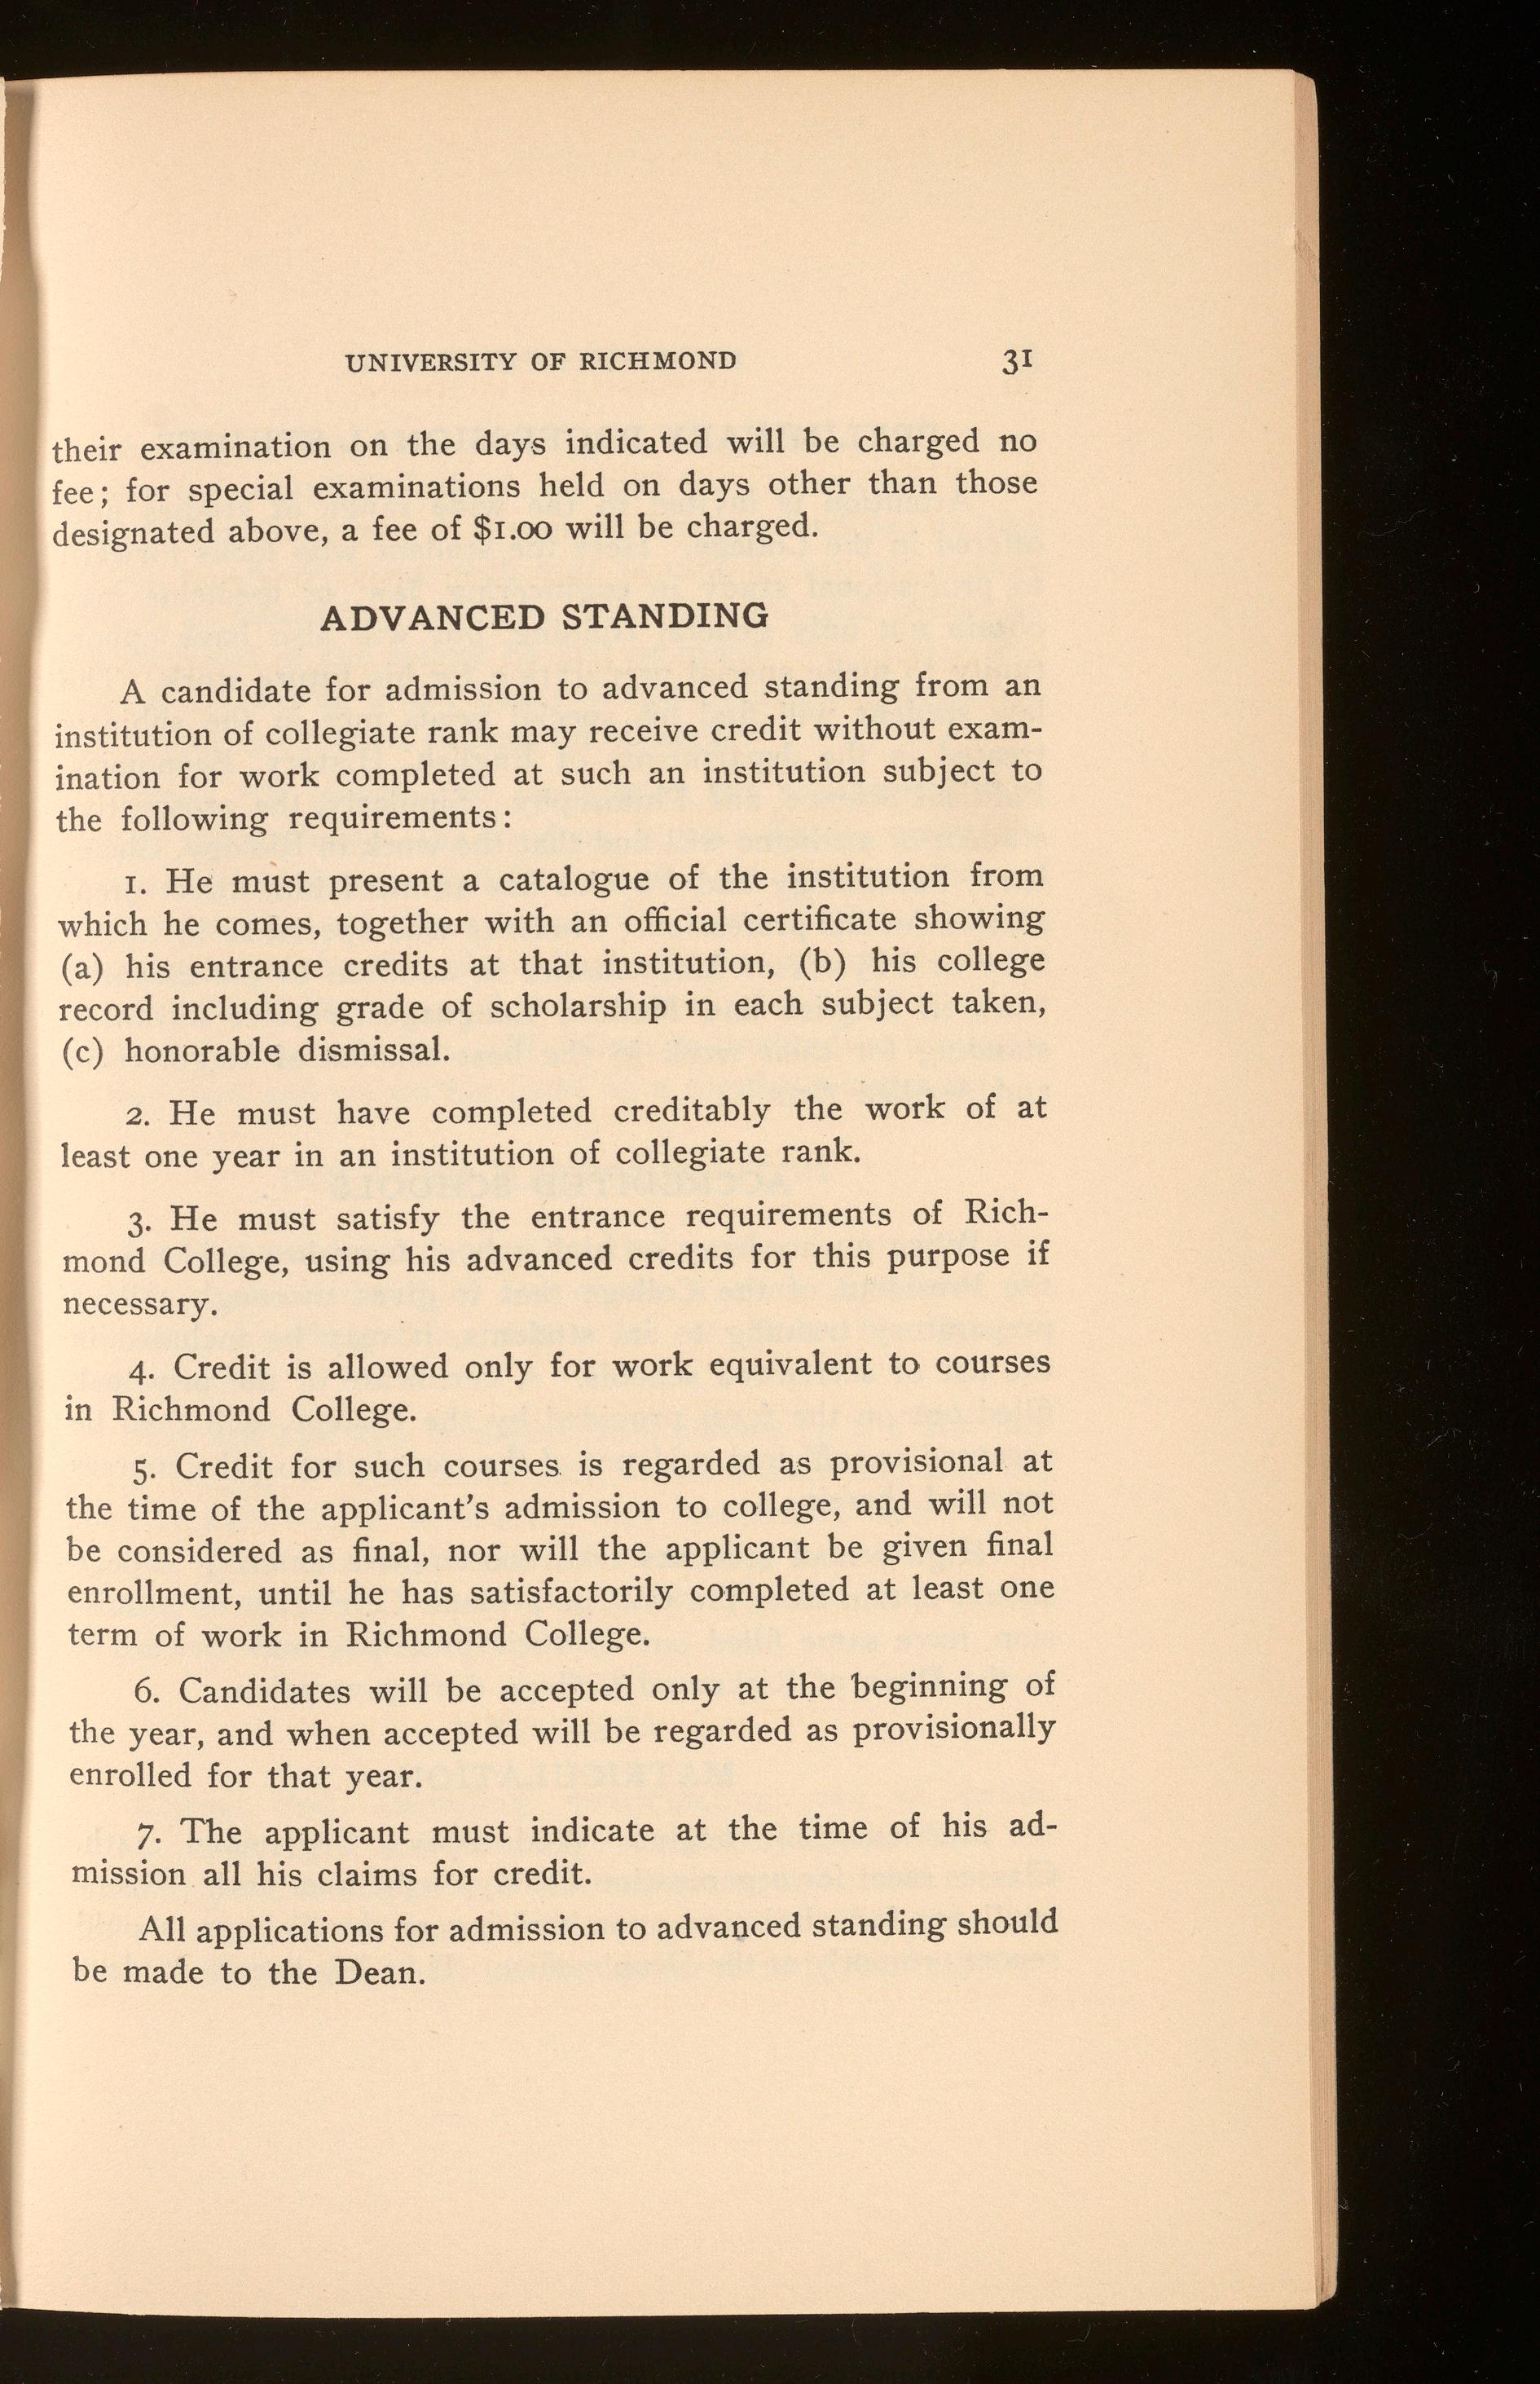 UNIVERSITY OF RICHMOND 31
their examination on the days indicated will be charged no
fee; for special examinations held on days other than those
designated above, a fee of $1.00 will be charged.
ADVANCED STANDING
A candidate for admission to advanced standing from an
institution of collegiate rank may receive credit without exam-
ination for work completed at such an institution subject to
the following requirements:
1. He must present a catalogue of the institution from
which he comes, together with an official certificate showing
(a) his entrance credits at that institution, (b) his college
record including grade of scholarship in each subject taken,
(c) honorable dismissal.
2. He must have completed creditably the work of at
least one year in an institution of collegiate rank.
3. He must satisfy the entrance requirements of Rich-
mond College, using his advanced credits for this purpose if
necessary.
4. Credit is allowed only for work equivalent to courses
in Richmond College.
5. Credit for such courses is regarded as provisional at
the time of the applicant's admission to college, and will not
be considered as final, nor will the applicant be given final
enrollment, until he has satisfactorily completed at least one
term of work in Richmond College.
6. Candidates will be accepted only at the beginning of
the year, and when accepted will be regarded as provisionally
enrolled for that year.
7. The applicant must indicate at the time of his ad-
mission all his claims for credit.
All applications for admission to advanced standing should
be made to the Dean.